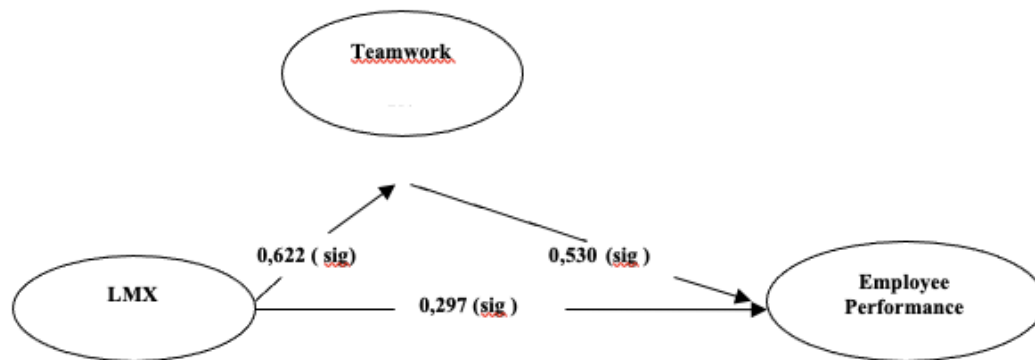 Teamwork
0,622 ( sig)
0,530 (sig )
LMX
0,297 (sig )
Employee
Performance